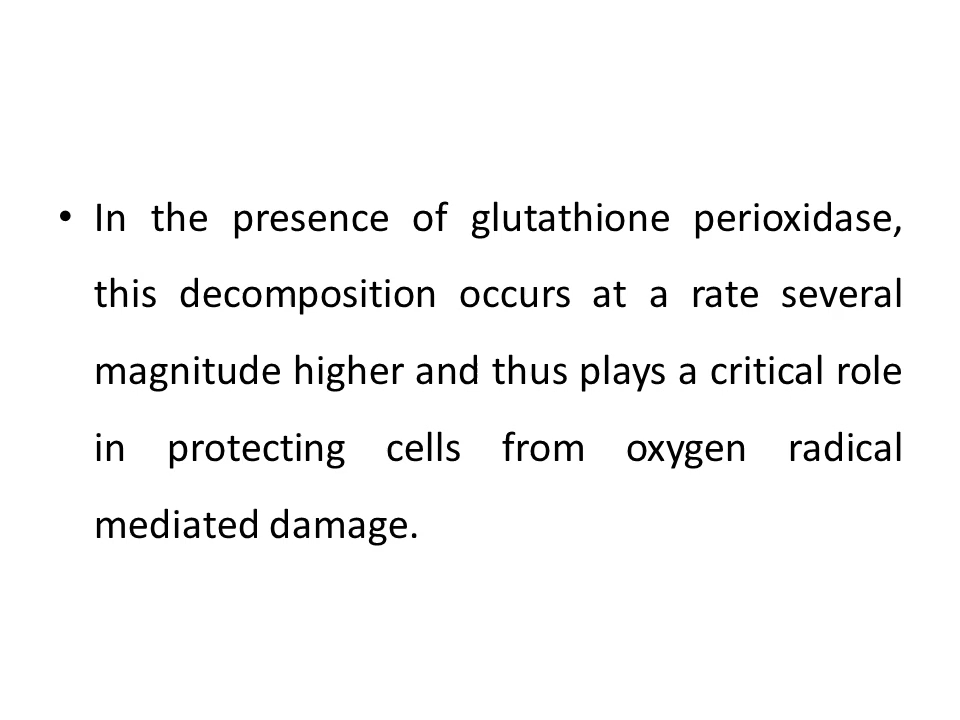 • In the presence of glutathione perioxidase,
this decomposition occurs at a rate several
magnitude higher and thus plays a critical role
in protecting cells from oxygen radical
mediated damage.